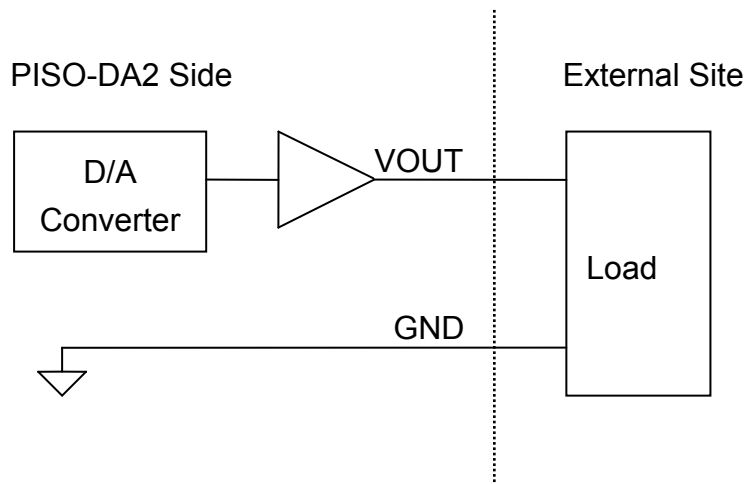 PISO-DA2 Side
External Site
D/A
Converter
VOUT
Load
GND